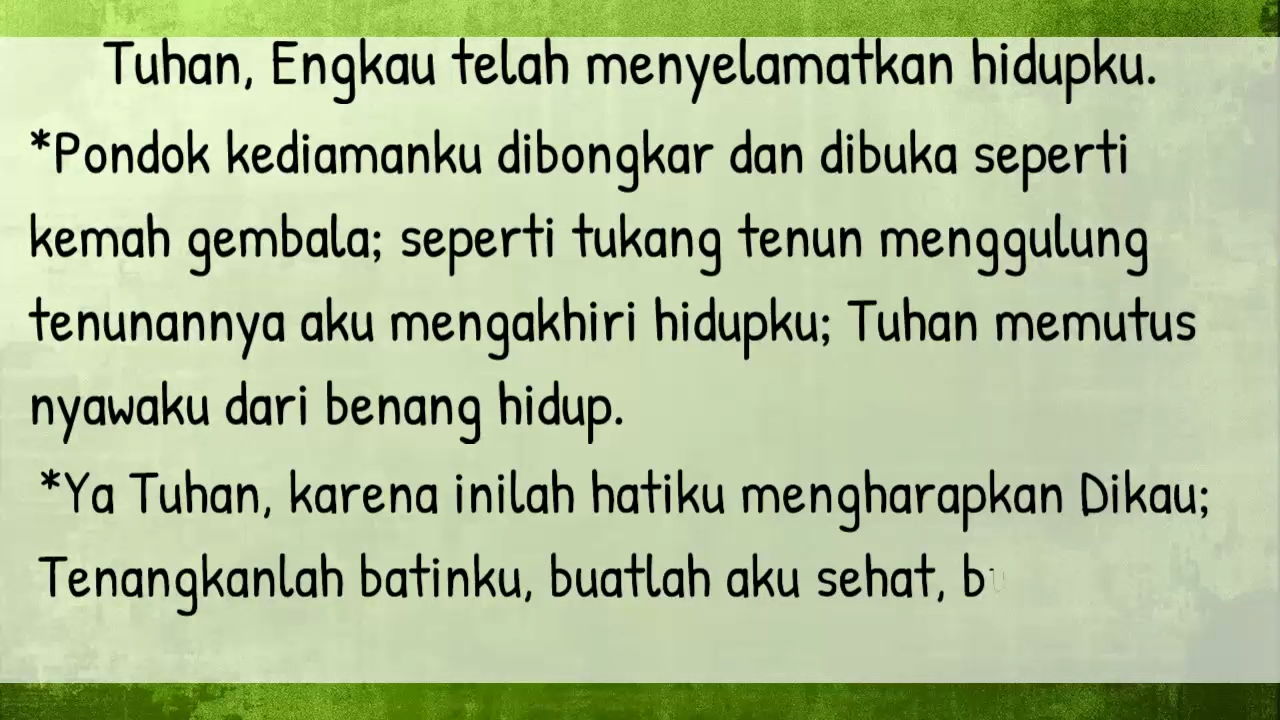 Tuhan, Engkau telah menyelamatkan hidupku.
*Pondok kediamanku dibongkar dan dibuka seperti
kemah gembala; seperti tukang tenun menggulung
tenunannya aku mengakhiri hidupku; Tuhan memutus
nyawaku dari benang hidup.
*Ya Tuhan, karena inilah hatiku mengharapkan Dikau;
Tenangkanlah batinku, buatlah aku sehat,